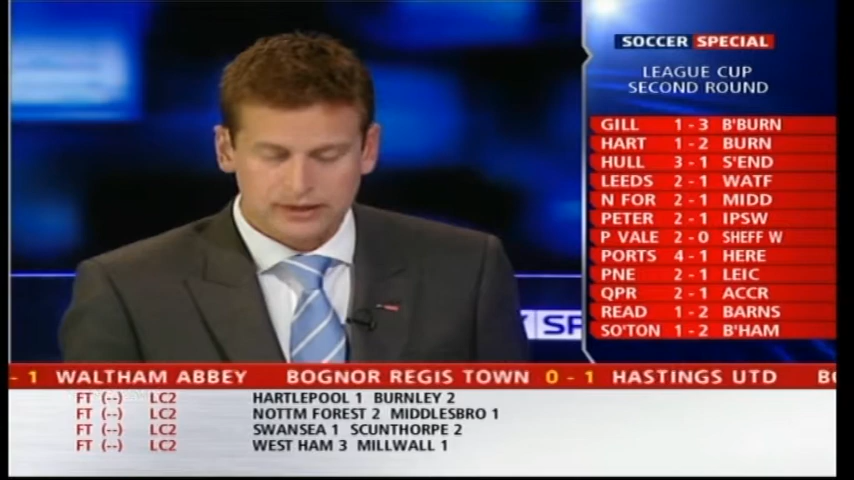 SOCCER SPECIAL
LEAGUE CUP
SECOND ROUND
GILL 1 - 3 B'BURN
HART 1 - 2 BURN
HULL 3 - 1 S'END
LEEDS 2 - 1 WATF
N FOR 2 - 1 MIDD
PETER 2 - 1 IPSW
P VALE 2 - 0 SHEFF W
PORTS 4 - 1 HERE
PNE 2 - 1 LEIC
QPR 2 - 1 ACCR
READ 1 - 2 BARNS
SO'TON 1 - 2 B'HAM
SP
- 1 WALTHAM ABBEY BOGNOR REGIS TOWN 0 - 1 HASTINGS UTD BO
FT (--) LC2 HARTLEPOOL 1 BURNLEY 2
FT (--) LC2 NOTTM FOREST 2 MIDDLESBRO 1
FT (--) LC2 SWANSEA 1 SCUNTHORPE 2
FT (--) LC2 WEST HAM 3 MILLWALL 1